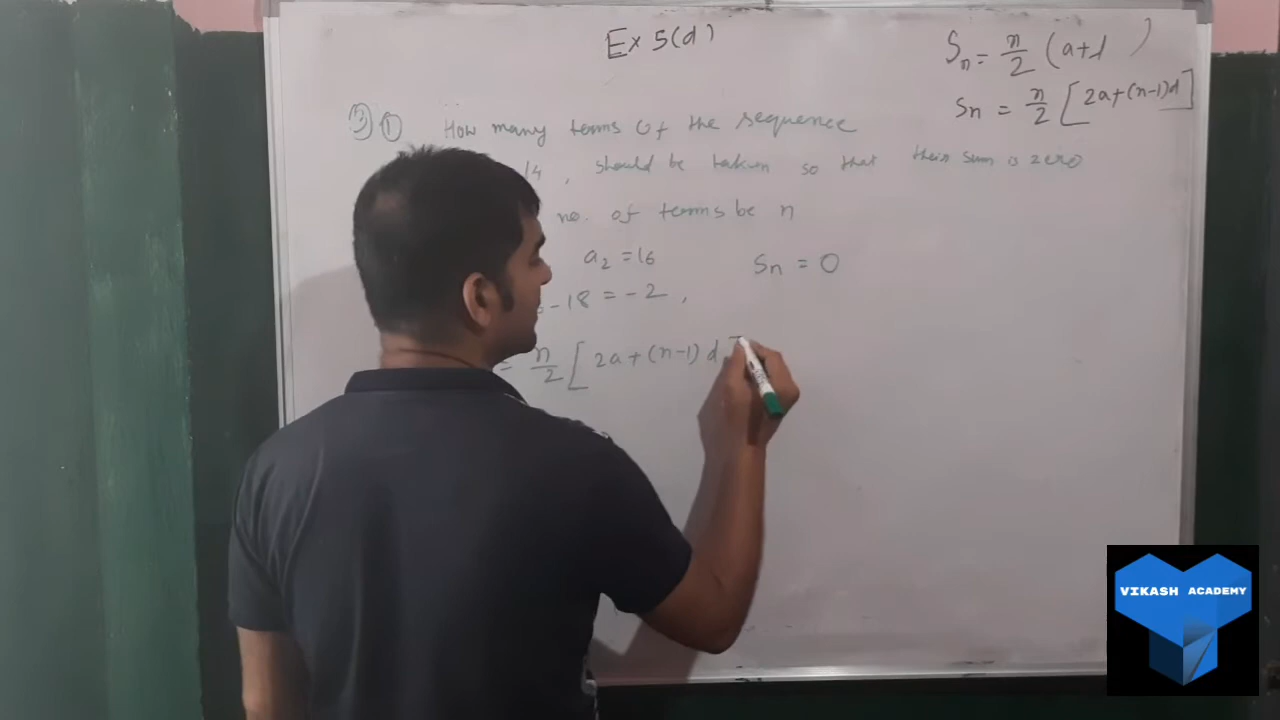 Ex 5(d)
Sn = n/2 (a+l )
Sn = n/2 [2a+(n-1)d]
3) 1) How many terms of the sequence
14, should be taken so that their sum is zero
no. of terms be n
a2 = 16 Sn = 0
-18 = -2,
= n/2 [2a+(n-1)d]
VIKASH ACADEMY